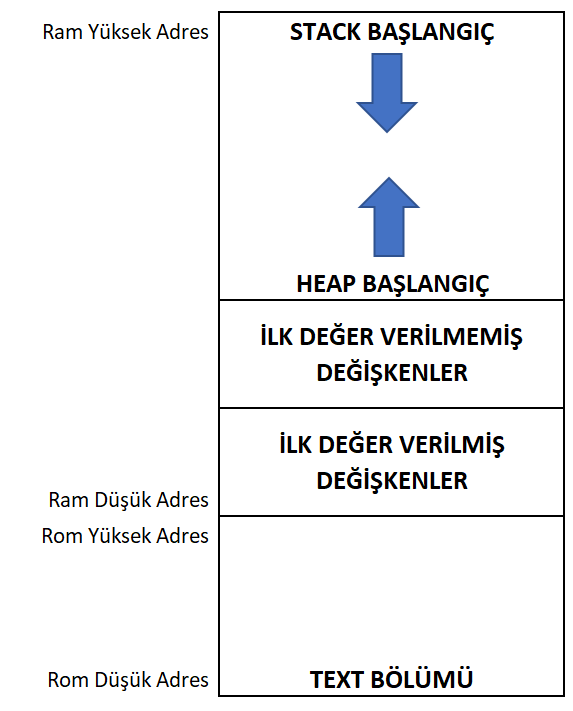 Ram Yüksek Adres
STACK BAŞLANGIÇ
HEAP BAŞLANGIÇ
İLK DEĞER VERİLMEMİŞ
DEĞİŞKENLER
İLK DEĞER VERİLMİŞ
DEĞİŞKENLER
Ram Düşük Adres
Rom Yüksek Adres
Rom Düşük Adres
TEXT BÖLÜMÜ